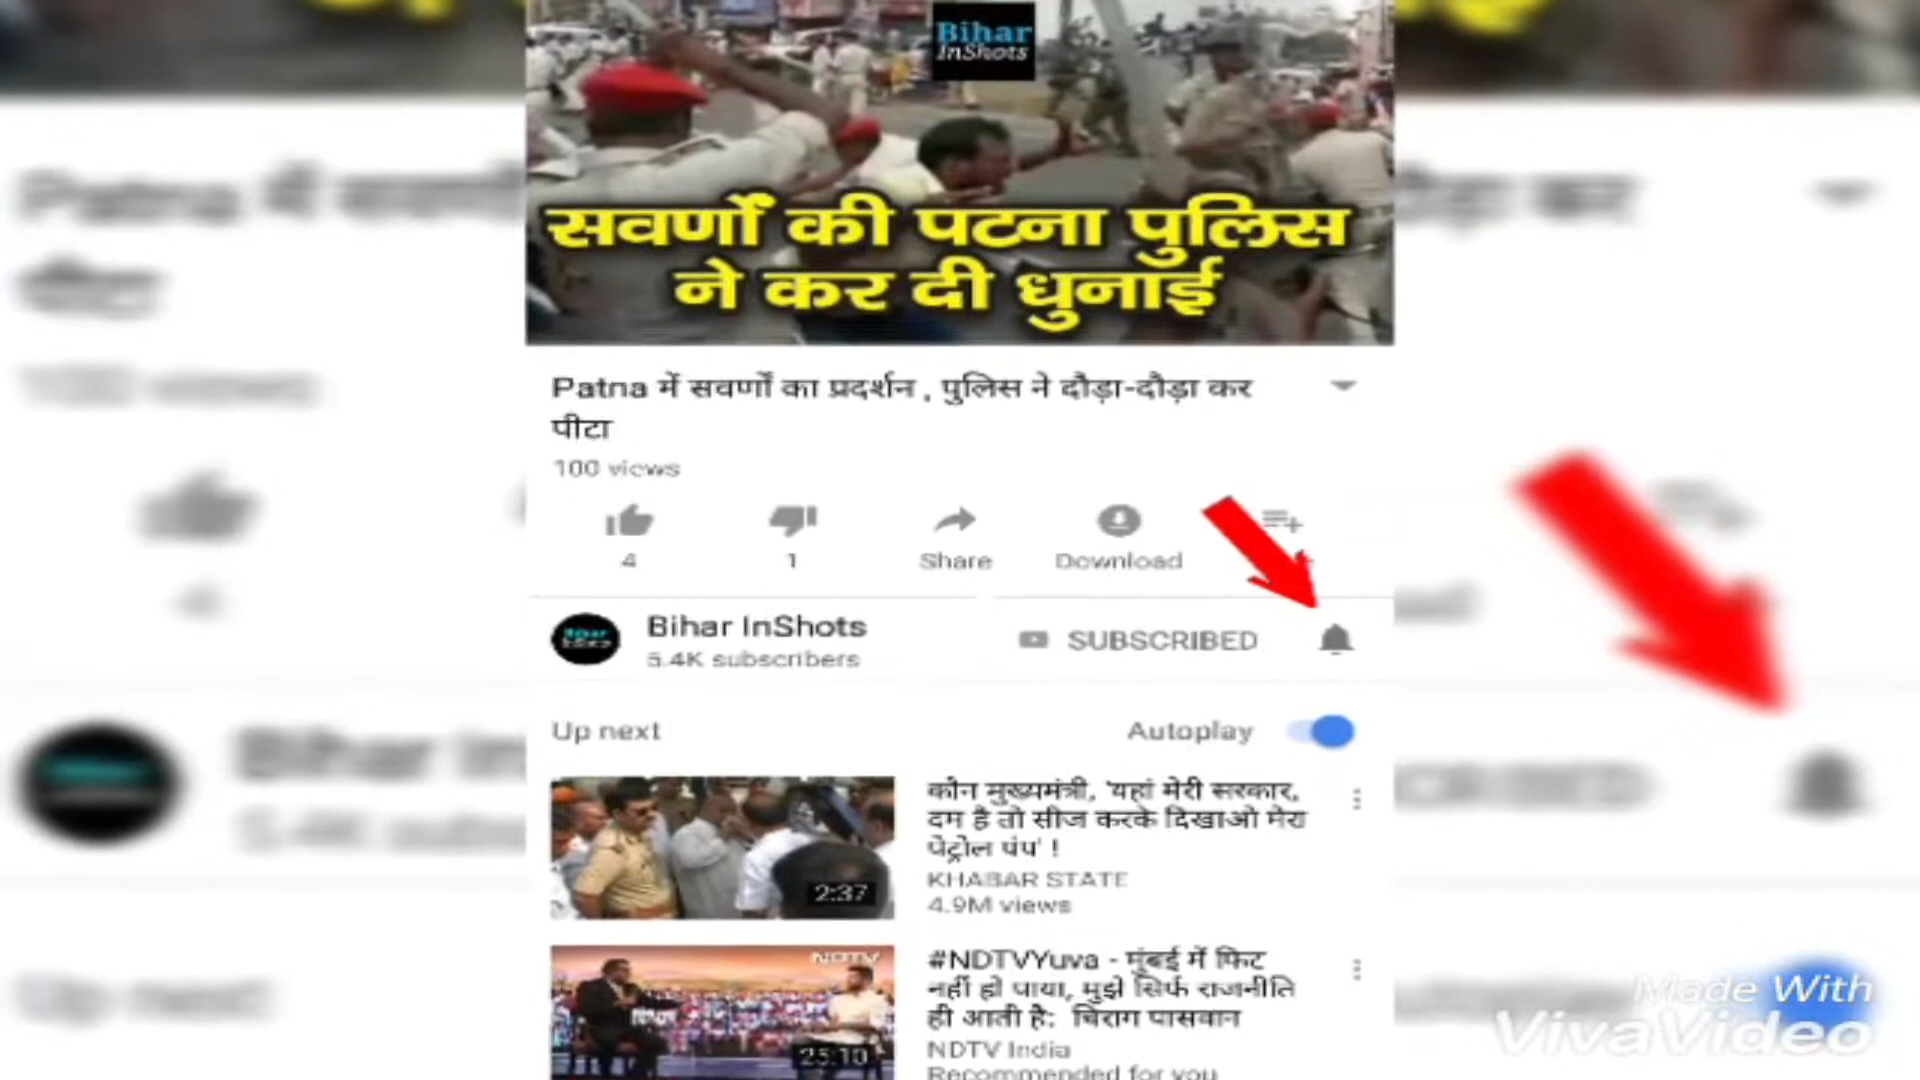 Bihar
InShots
सवर्णों की पटना पुलिस
ने कर दी धुनाई
Patna में सवर्णों का प्रदर्शन , पुलिस ने दौड़ा-दौड़ा कर
पीटा
100 views
4
1
Share
Download
Bihar InShots
5.4K subscribers
SUBSCRIBED
Up next
Autoplay
कौन मुख्यमंत्री, 'यहां मेरी सरकार,
दम है तो सीज करके दिखाओ मेरा
पेट्रोल पंप' !
KHABAR STATE
4.9M views
2:37
#NDTVYuva - मुंबई में फिट
नहीं हो पाया, मुझे सिर्फ राजनीति
ही आती है: चिराग पासवान
NDTV India
Recommended for you
NDTV
25:10
Made With
VivaVideo